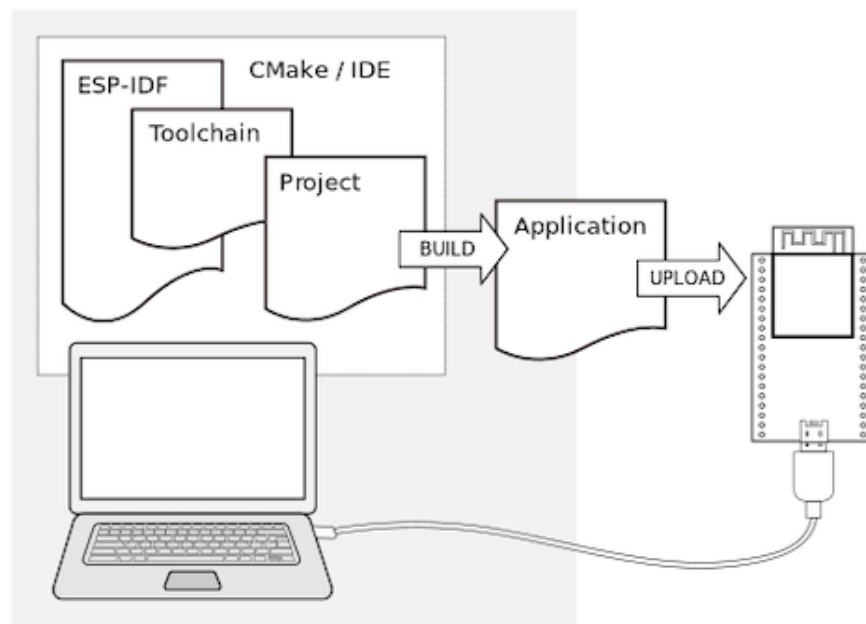 ESP-IDF
CMake / IDE
Toolchain
Project
BUILD
Application
UPLOAD